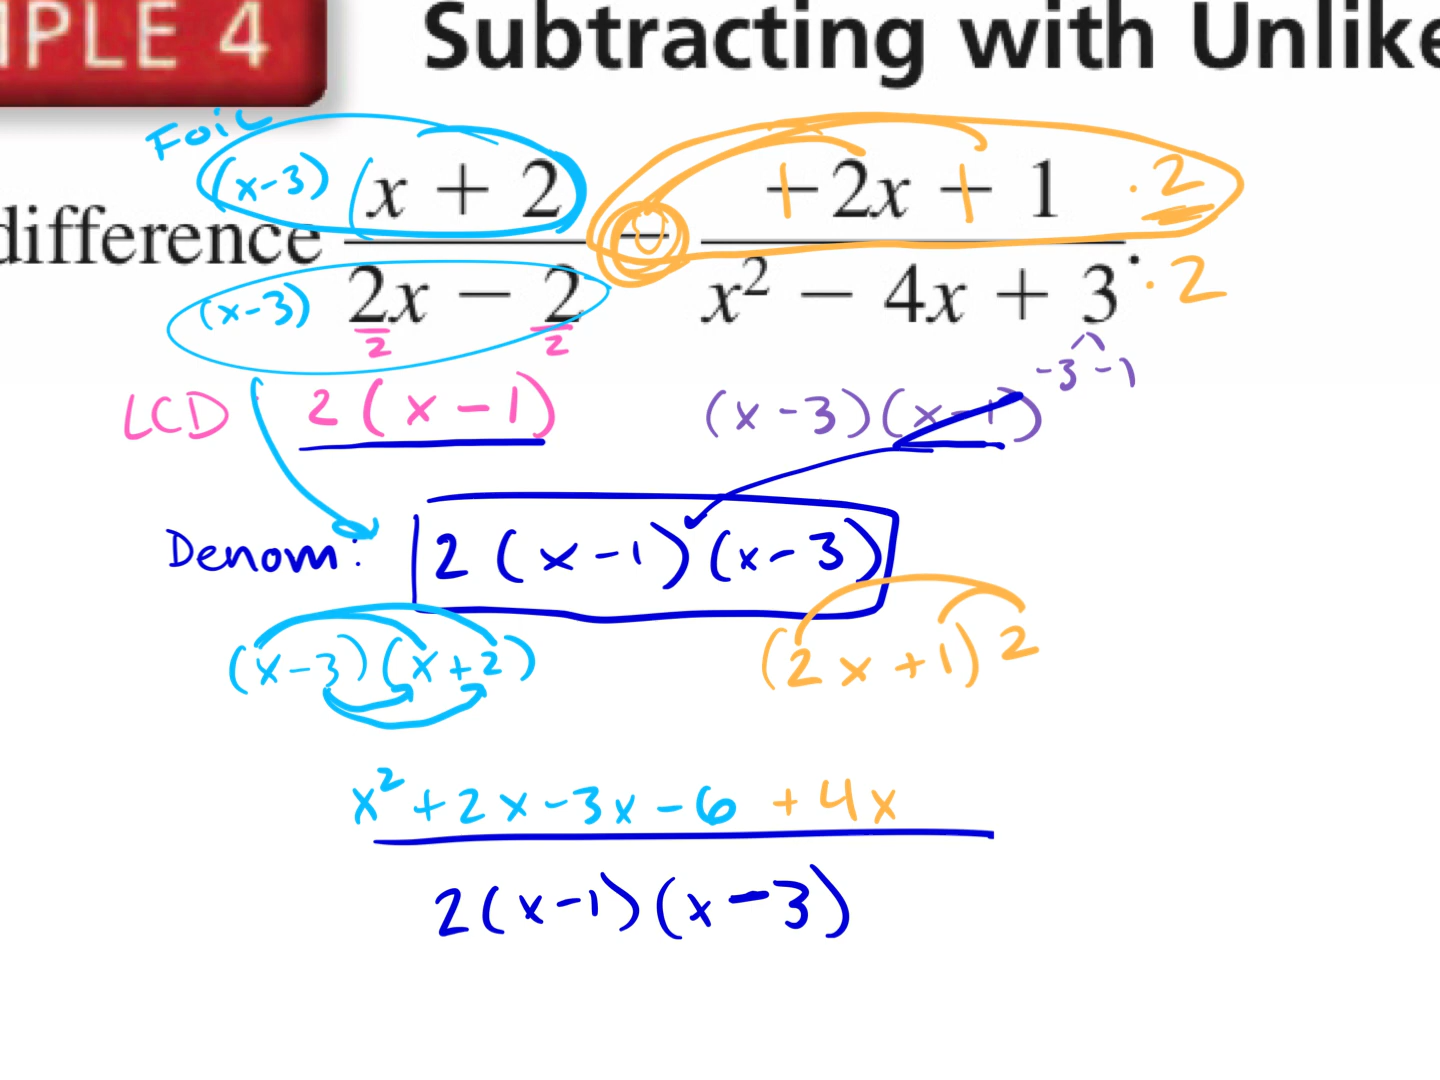 MPLE 4 Subtracting with Unlike
Foil
(x-3) (x + 2) +2x + 1 · 2
difference −
(x-3) 2x − 2 x² − 4x + 3 . · 2
2 2
-3 -1
LCD 2(x-1) (x-3)(x-1)
Denom: 2(x-1)(x-3)
(x-3)(x+2) (2x+1)2
x²+2x-3x-6 +4x
2(x-1)(x-3)